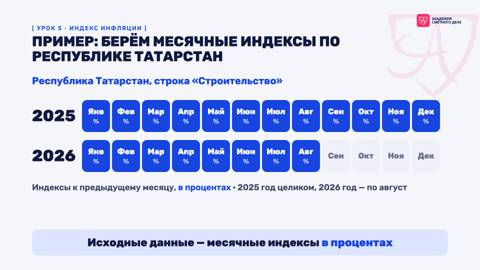 [ УРОК 5 · ИНДЕКС ИНФЛЯЦИИ ]
АКАДЕМИЯ
СМЕТНОГО ДЕЛА
ПРИМЕР: БЕРЁМ МЕСЯЧНЫЕ ИНДЕКСЫ ПО
РЕСПУБЛИКЕ ТАТАРСТАН
Республика Татарстан, строка «Строительство»
2025 Янв Фев Мар Апр Май Июн Июл Авг Сен Окт Ноя Дек
% % % % % % % % % % % %
2026 Янв Фев Мар Апр Май Июн Июл Авг Сен Окт Ноя Дек
% % % % % % % %
Индексы к предыдущему месяцу, в процентах · 2025 год целиком, 2026 год — по август
Исходные данные — месячные индексы в процентах